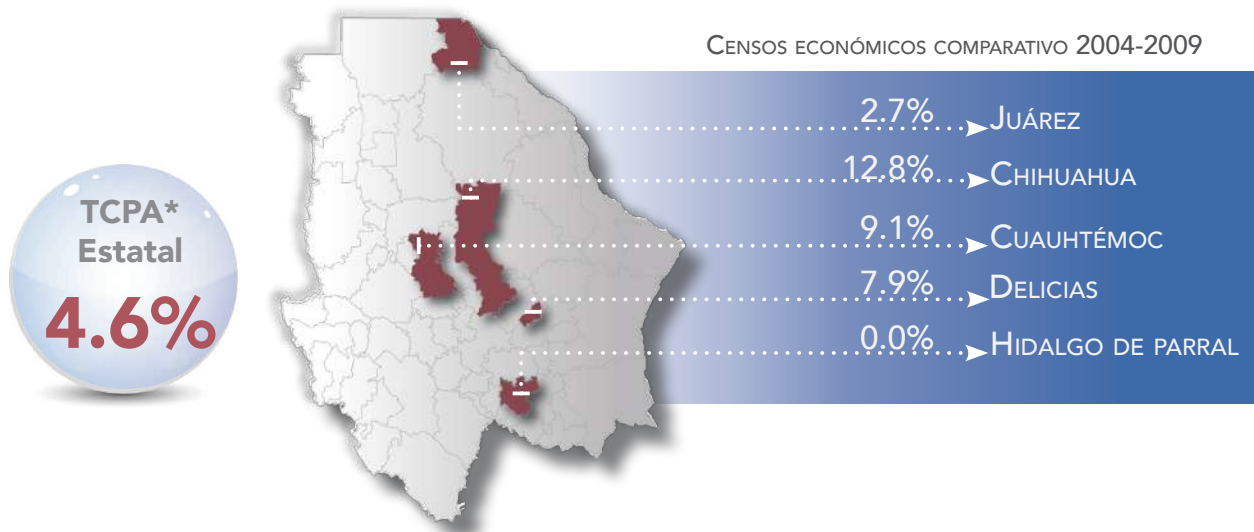 CENSOS ECONÓMICOS COMPARATIVO 2004-2009
TCPA*
Estatal
4.6%
2.7% JUÁREZ
12.8% CHIHUAHUA
9.1% CUAUHTÉMOC
7.9% DELICIAS
0.0% HIDALGO DE PARRAL